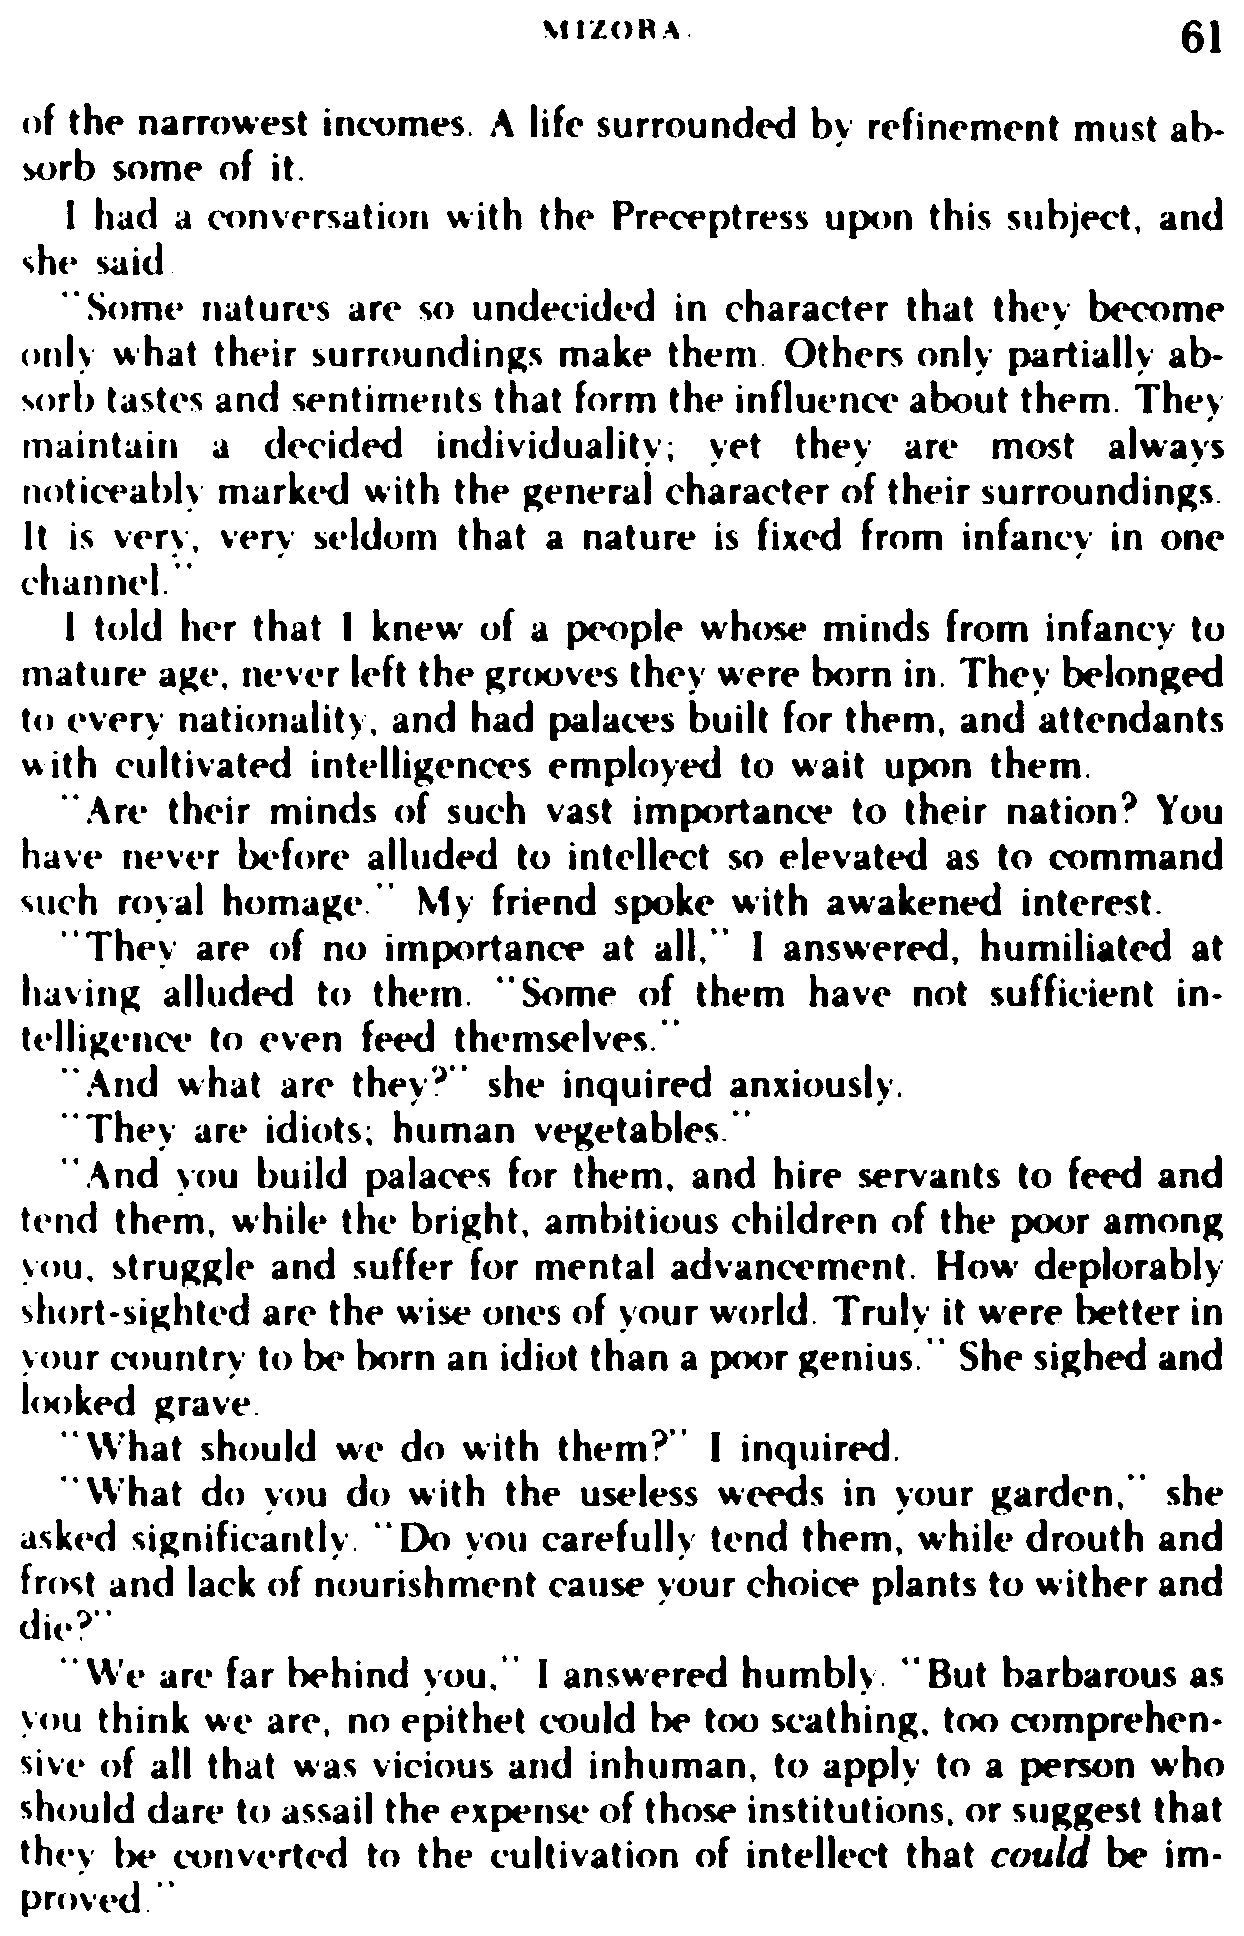 MIZORA. 61
of the narrowest incomes. A life surrounded by refinement must ab-
sorb some of it.
I had a conversation with the Preceptress upon this subject, and
she said
"Some natures are so undecided in character that they become
only what their surroundings make them. Others only partially ab-
sorb tastes and sentiments that form the influence about them. They
maintain a decided individuality; yet they are most always
noticeably marked with the general character of their surroundings.
It is very, very seldom that a nature is fixed from infancy in one
channel."
I told her that I knew of a people whose minds from infancy to
mature age, never left the grooves they were born in. They belonged
to every nationality, and had palaces built for them, and attendants
with cultivated intelligences employed to wait upon them.
"Are their minds of such vast importance to their nation? You
have never before alluded to intellect so elevated as to command
such royal homage." My friend spoke with awakened interest.
"They are of no importance at all," I answered, humiliated at
having alluded to them. "Some of them have not sufficient in-
telligence to even feed themselves."
"And what are they?" she inquired anxiously.
"They are idiots; human vegetables."
"And you build palaces for them, and hire servants to feed and
tend them, while the bright, ambitious children of the poor among
you, struggle and suffer for mental advancement. How deplorably
short-sighted are the wise ones of your world. Truly it were better in
your country to be born an idiot than a poor genius." She sighed and
looked grave.
"What should we do with them?" I inquired.
"What do you do with the useless weeds in your garden," she
asked significantly. "Do you carefully tend them, while drouth and
frost and lack of nourishment cause your choice plants to wither and
die?"
"We are far behind you," I answered humbly. "But barbarous as
you think we are, no epithet could be too scathing, too comprehen-
sive of all that was vicious and inhuman, to apply to a person who
should dare to assail the expense of those institutions, or suggest that
they be converted to the cultivation of intellect that could be im-
proved."